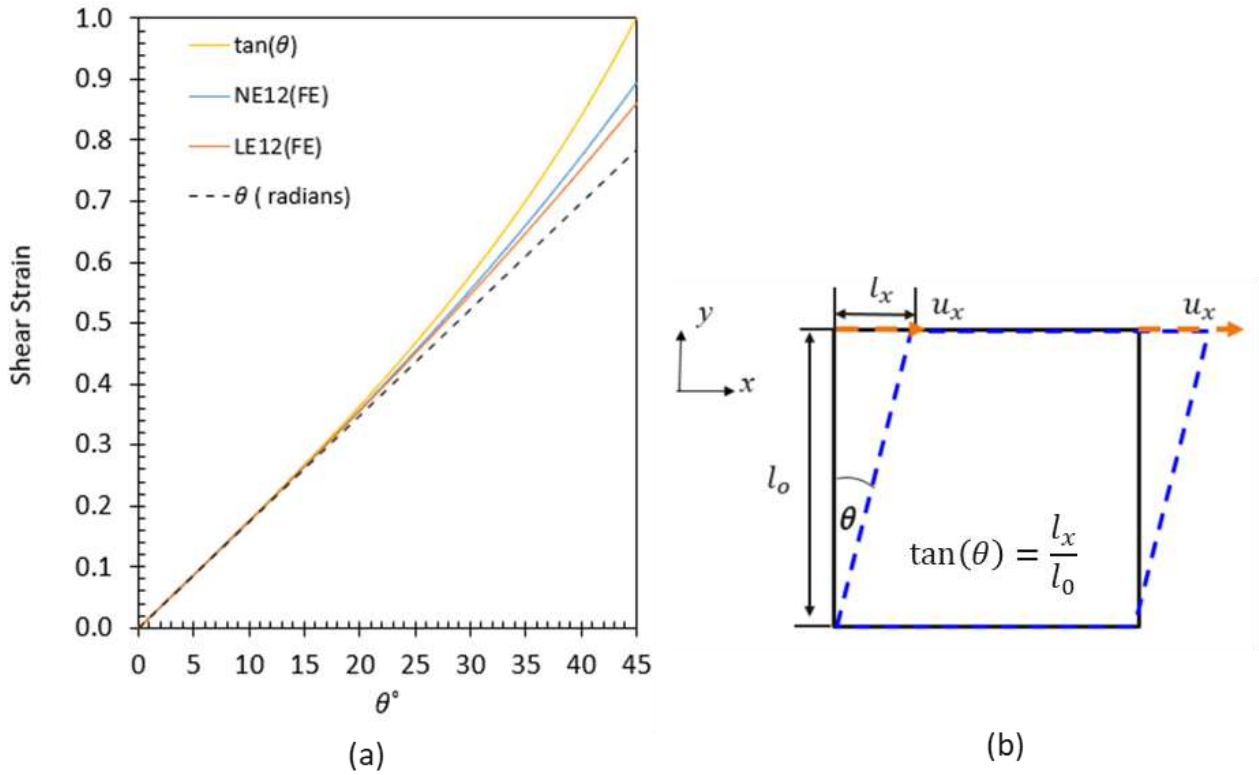 1.0
0.9
0.8
0.7
0.6
0.5
0.4
0.3
0.2
0.1
0.0
Shear Strain
tan(θ)
NE12(FE)
LE12(FE)
θ ( radians)
0 5 10 15 20 25 30 35 40 45
θ°
(a)
y
x
l_x
u_x
u_x
l_o
θ
tan(θ) = l_x / l_0
(b)